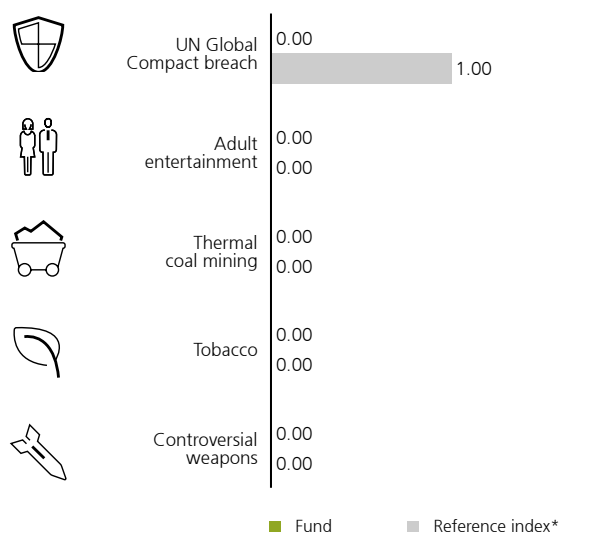 UN Global
Compact breach
0.00
1.00
Adult
entertainment
0.00
0.00
Thermal
coal mining
0.00
0.00
Tobacco
0.00
0.00
Controversial
weapons
0.00
0.00
Fund
Reference index*